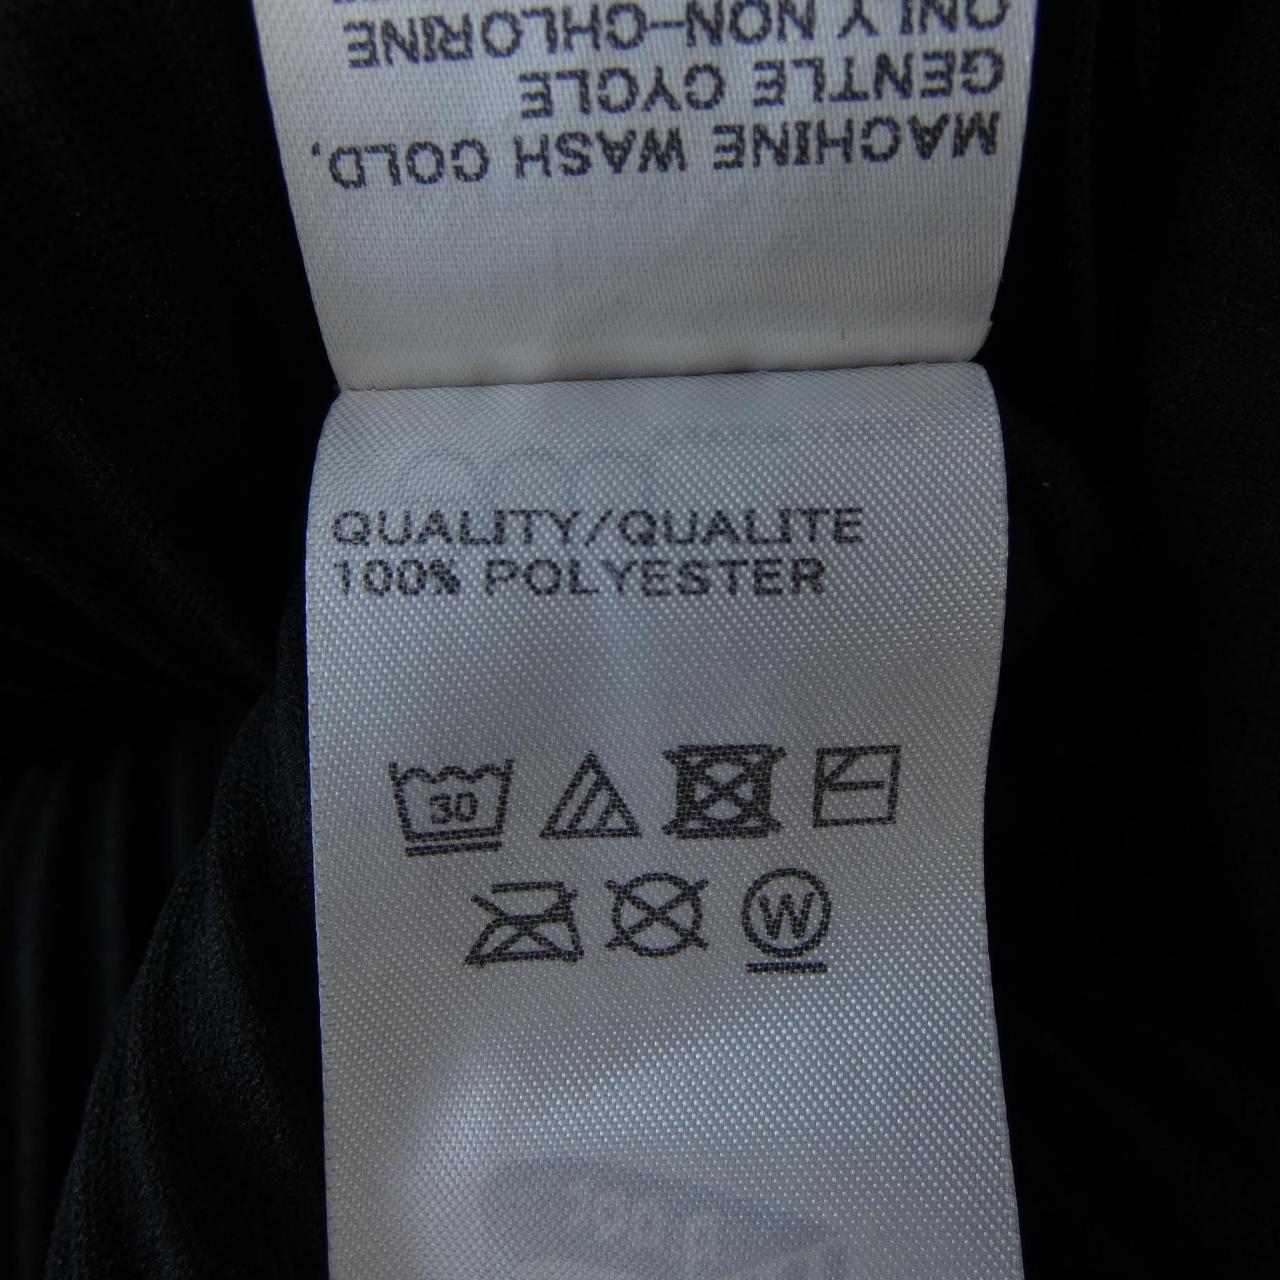 MACHINE WASH COLD,
GENTLE CYCLE
ONLY NON-CHLORINE
QUALITY/QUALITE
100% POLYESTER
30
W